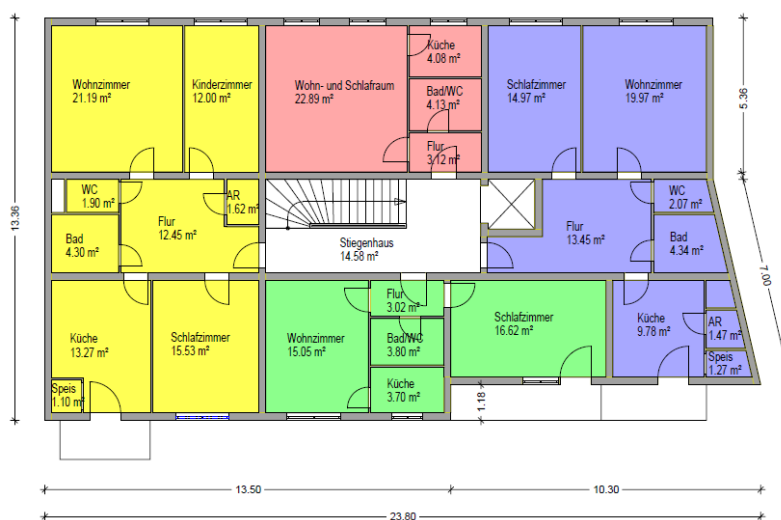 Wohnzimmer
21.19 m²
Kinderzimmer
12.00 m²
Wohn- und Schlafraum
22.89 m²
Küche
4.08 m²
Bad/WC
4.13 m²
Flur
3.12 m²
Schlafzimmer
14.97 m²
Wohnzimmer
19.97 m²
5.36
13.36
WC
1.90 m²
Bad
4.30 m²
Flur
12.45 m²
AR
1.62 m²
Stiegenhaus
14.58 m²
Flur
13.45 m²
WC
2.07 m²
Bad
4.34 m²
7.00
Küche
13.27 m²
Speis
1.10 m²
Schlafzimmer
15.53 m²
Wohnzimmer
15.05 m²
Flur
3.02 m²
Bad/WC
3.80 m²
Küche
3.70 m²
Schlafzimmer
16.62 m²
Küche
9.78 m²
AR
1.47 m²
Speis
1.27 m²
1.18
13.50
10.30
23.80